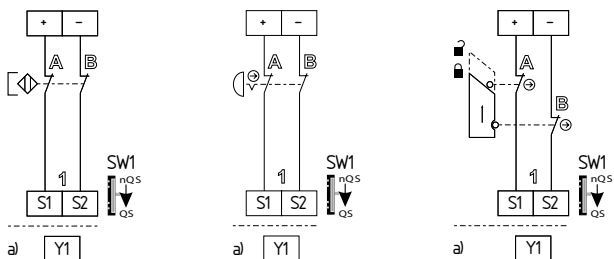 + -
A B
1
SW1
nQS
S1 S2
QS
a) Y1
+ -
A B
1
SW1
nQS
S1 S2
QS
a) Y1
+ -
A
B
1
SW1
nQS
S1 S2
QS
a) Y1